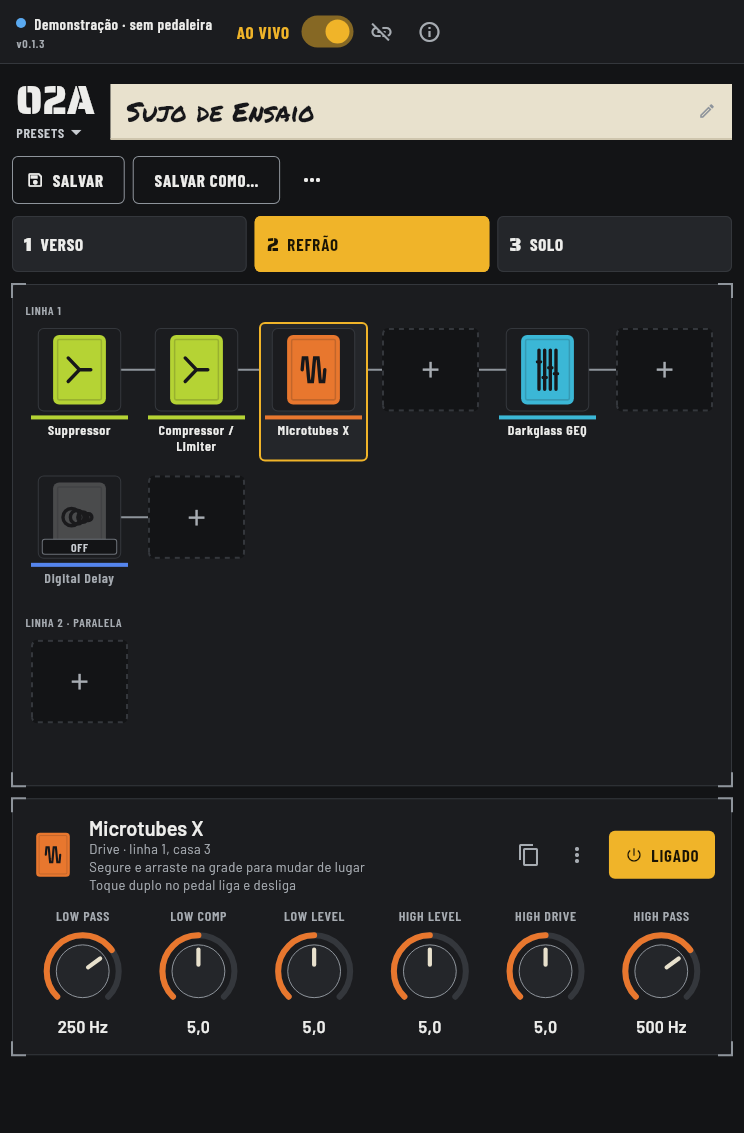 Demonstração · sem pedaleira
v0.1.3
AO VIVO
02A
PRESETS
Sujo de Ensaio
SALVAR
SALVAR COMO...
1 VERSO
2 REFRÃO
3 SOLO
LINHA 1
Suppressor
Compressor /
Limiter
Microtubes X
Darkglass GEQ
OFF
Digital Delay
LINHA 2 · PARALELA
Microtubes X
Drive · linha 1, casa 3
Segure e arraste na grade para mudar de lugar
Toque duplo no pedal liga e desliga
LIGADO
LOW PASS
LOW COMP
LOW LEVEL
HIGH LEVEL
HIGH DRIVE
HIGH PASS
250 Hz
5,0
5,0
5,0
5,0
500 Hz